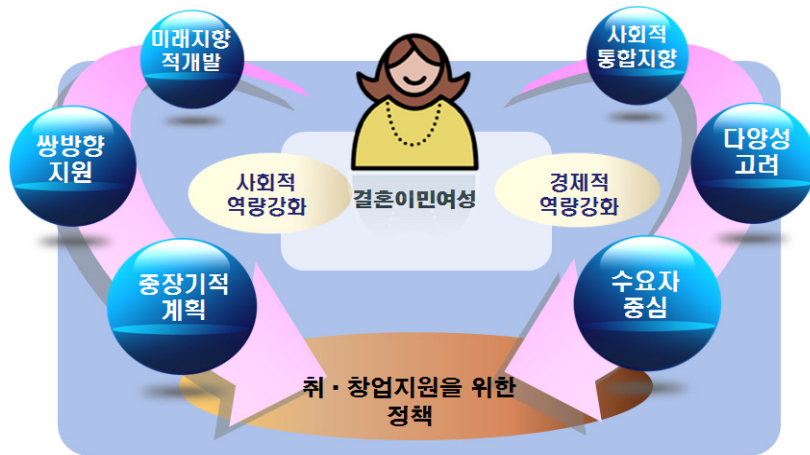 미래지향
적개발
사회적
통합지향
쌍방향
지원
다양성
고려
사회적
역량강화
결혼이민여성
경제적
역량강화
중장기적
계획
수요자
중심
취 · 창업지원을 위한
정책